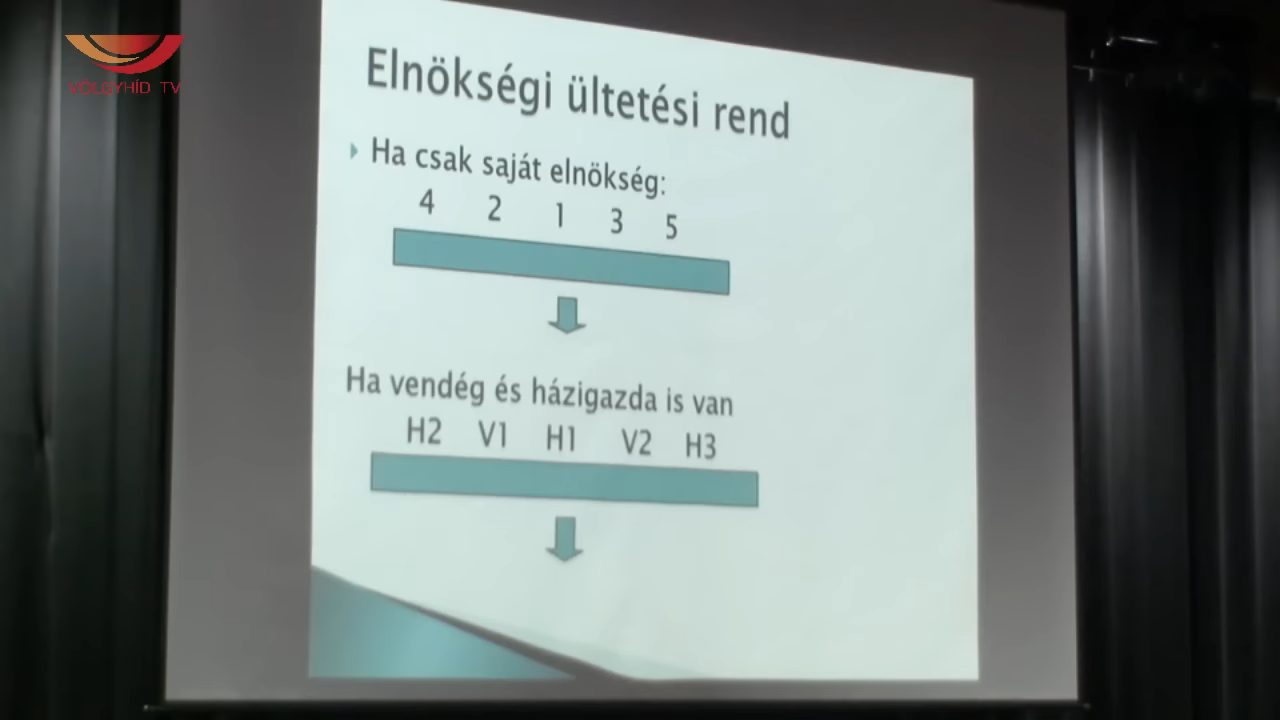 VÖLGYHÍD TV
Elnökségi ültetési rend
Ha csak saját elnökség:
4 2 1 3 5
Ha vendég és házigazda is van
H2 V1 H1 V2 H3